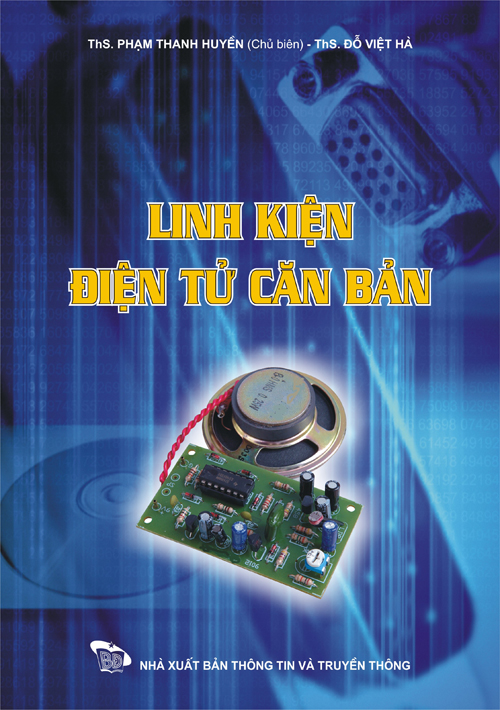 ThS. PHẠM THANH HUYỀN (Chủ biên) - ThS. ĐỖ VIỆT HÀ
LINH KIỆN
ĐIỆN TỬ CĂN BẢN
NHÀ XUẤT BẢN THÔNG TIN VÀ TRUYỀN THÔNG